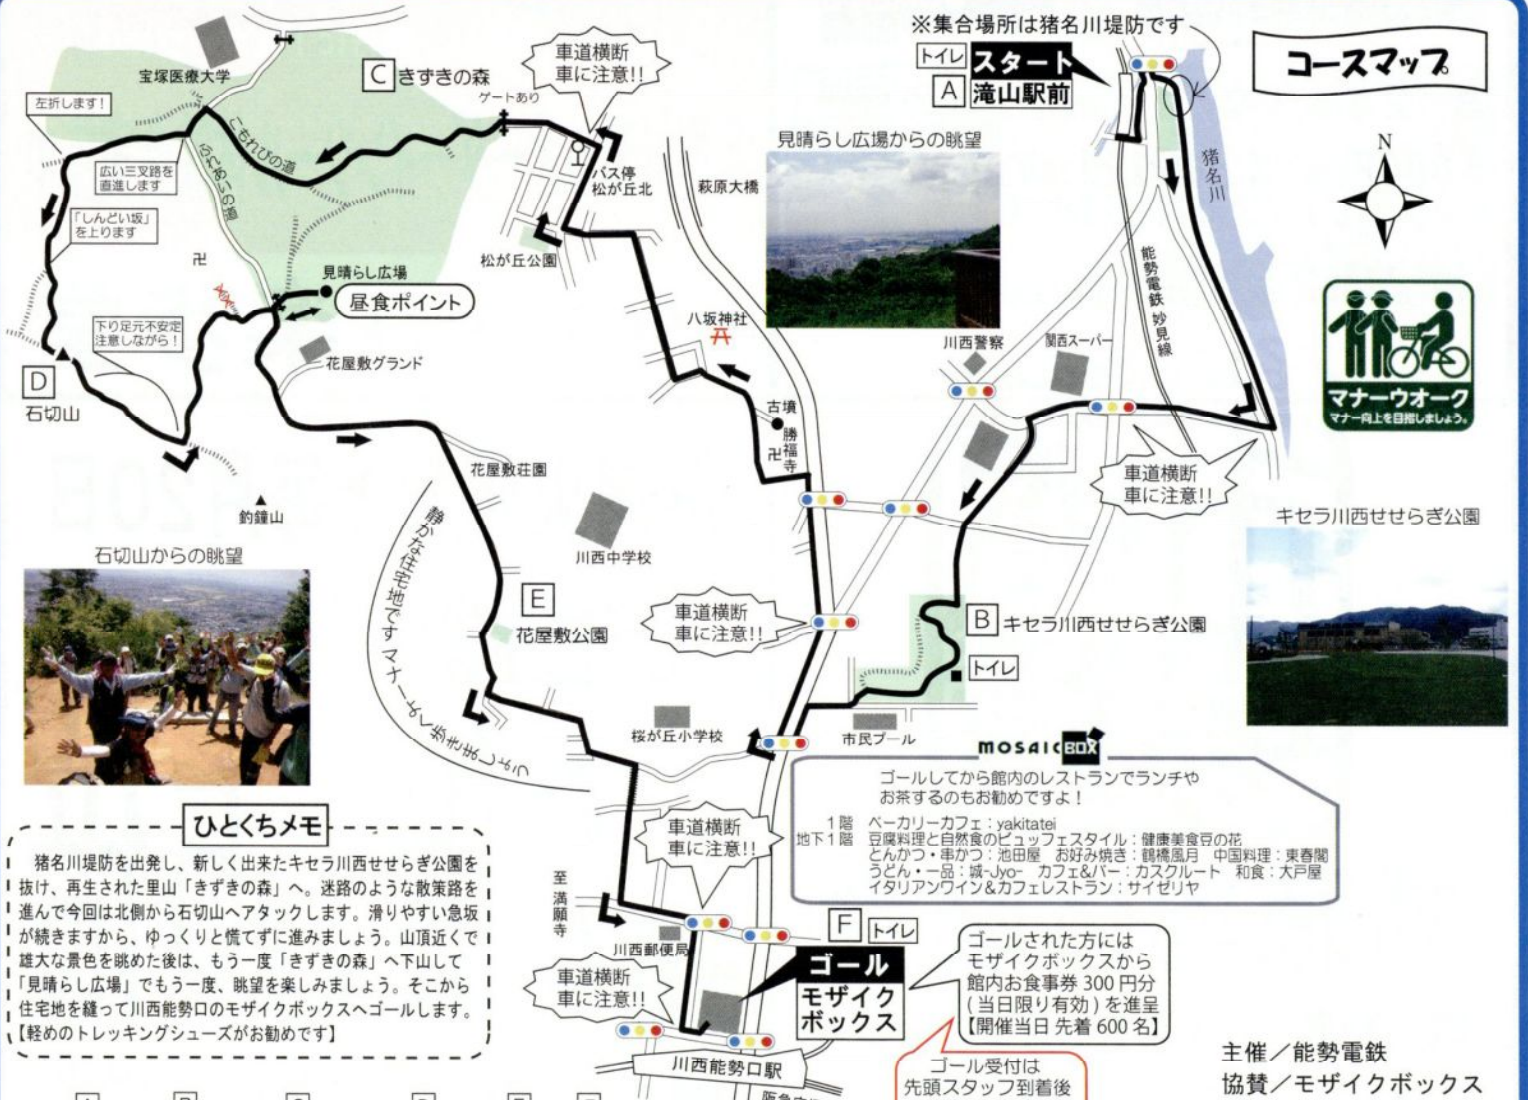 ※集合場所は猪名川堤防です
コースマップ
トイレ
スタート
A
滝山駅前
宝塚医療大学
C きずきの森
ゲートあり
車道横断
車に注意!!
左折します!
こもれびの道
ふれあいの道
広い三叉路を
直進します
「しんどい坂」
を上ります
バス停
松が丘北
萩原大橋
見晴らし広場からの眺望
猪名川
N
松が丘公園
卍
見晴らし広場
昼食ポイント
能勢電鉄 妙見線
下り足元不安定
注意しながら!
八坂神社
川西警察
関西スーパー
花屋敷グランド
D
石切山
マナーウオーク
マナー向上を目指しましょう。
古墳
卍勝福寺
花屋敷荘園
車道横断
車に注意!!
釣鐘山
キセラ川西せせらぎ公園
石切山からの眺望
川西中学校
静かな住宅地ですマナーよく歩きましょう
E
花屋敷公園
車道横断
車に注意!!
B キセラ川西せせらぎ公園
トイレ
桜が丘小学校
市民プール
MOSAIC BOX
ゴールしてから館内のレストランでランチや
お茶するのもお勧めですよ!
1階 ベーカリーカフェ:yakitatei
地下1階 豆腐料理と自然食のビュッフェスタイル:健康美食豆の花
とんかつ・串かつ:池田屋 お好み焼き:鶴橋風月 中国料理:東春閣
うどん・一品:城-Jyo- カフェ&バー:カスクルート 和食:大戸屋
イタリアンワイン&カフェレストラン:サイゼリヤ
ひとくちメモ
猪名川堤防を出発し、新しく出来たキセラ川西せせらぎ公園を
抜け、再生された里山「きずきの森」へ。迷路のような散策路を
進んで今回は北側から石切山へアタックします。滑りやすい急坂
が続きますから、ゆっくりと慌てずに進みましょう。山頂近くで
雄大な景色を眺めた後は、もう一度「きずきの森」へ下山して
「見晴らし広場」でもう一度、眺望を楽しみましょう。そこから
住宅地を縫って川西能勢口のモザイクボックスへゴールします。
【軽めのトレッキングシューズがお勧めです】
車道横断
車に注意!!
至満願寺
川西郵便局
車道横断
車に注意!!
F トイレ
ゴール
モザイク
ボックス
ゴールされた方には
モザイクボックスから
館内お食事券300円分
(当日限り有効)を進呈
【開催当日 先着600名】
川西能勢口駅
ゴール受付は
先頭スタッフ到着後
主催/能勢電鉄
協賛/モザイクボックス